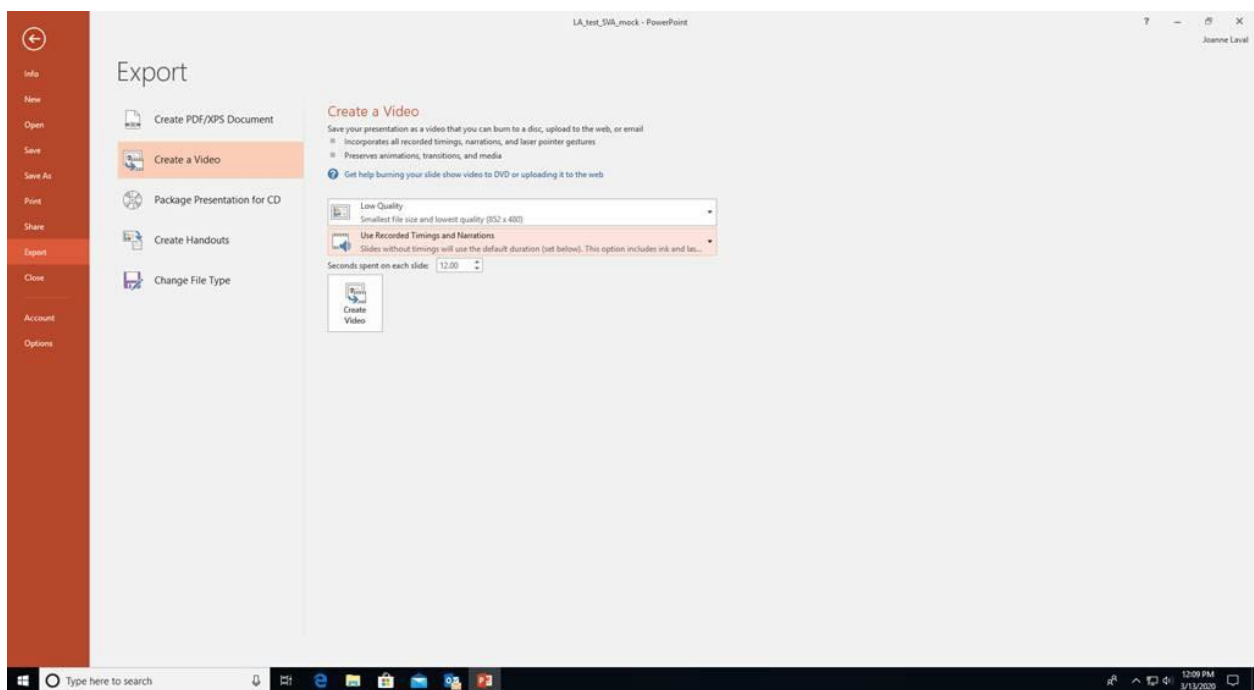 LA_test_SVA_mock - PowerPoint
?
Joanne Laval
Info
New
Open
Save
Save As
Print
Share
Export
Close
Account
Options
Export
Create PDF/XPS Document
Create a Video
Package Presentation for CD
Create Handouts
Change File Type
Create a Video
Save your presentation as a video that you can burn to a disc, upload to the web, or email
Incorporates all recorded timings, narrations, and laser pointer gestures
Preserves animations, transitions, and media
Get help burning your slide show video to DVD or uploading it to the web
Low Quality
Smallest file size and lowest quality (852 x 480)
Use Recorded Timings and Narrations
Slides without timings will use the default duration (set below). This option includes ink and las...
Seconds spent on each slide: 12.00
Create
Video
Type here to search
12:09 PM
3/13/2020